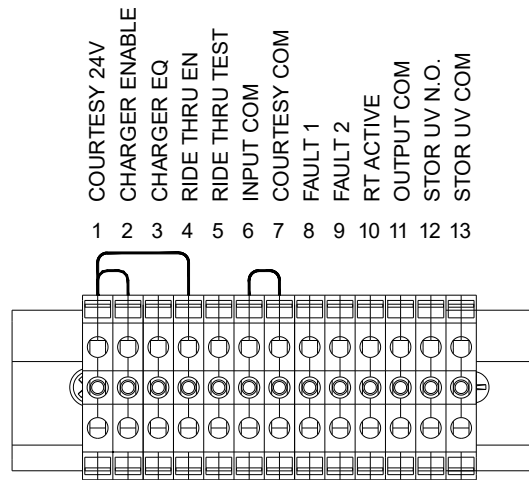 COURTESY 24V
CHARGER ENABLE
CHARGER EQ
RIDE THRU EN
RIDE THRU TEST
INPUT COM
COURTESY COM
FAULT 1
FAULT 2
RT ACTIVE
OUTPUT COM
STOR UV N.O.
STOR UV COM
1 2 3 4 5 6 7 8 9 10 11 12 13